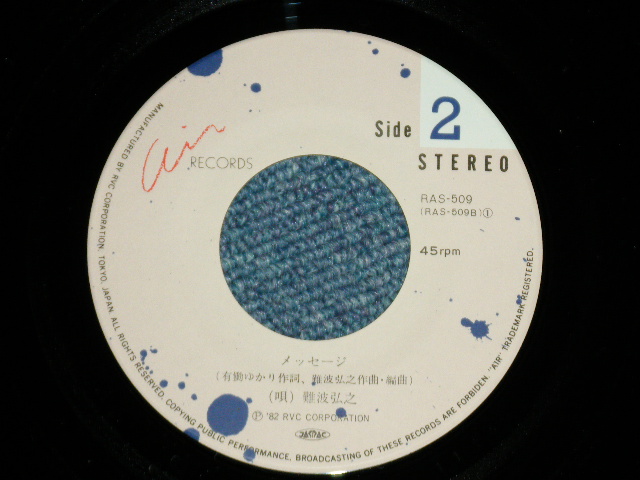 Air
RECORDS
Side 2
STEREO
RAS-509
(RAS-509B)①
45rpm
メッセージ
(有働ゆかり作詞、難波弘之作曲・編曲)
(唄) 難波弘之
Ⓟ '82 RVC CORPORATION
JASRAC
MANUFACTURED BY RVC CORPORATION, TOKYO, JAPAN. ALL RIGHTS RESERVED. COPYING PUBLIC PERFORMANCE, BROADCASTING OF THESE RECORDS ARE FORBIDDEN. "AIR" TRADEMARK REGISTERED.